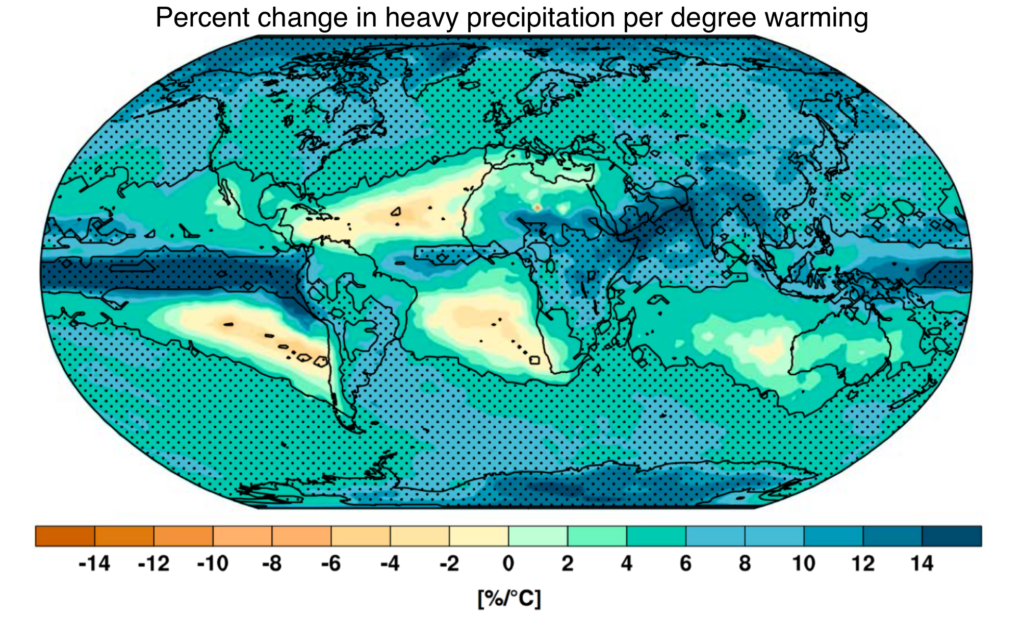 Percent change in heavy precipitation per degree warming
-14 -12 -10 -8 -6 -4 -2 0 2 4 6 8 10 12 14
[%/°C]